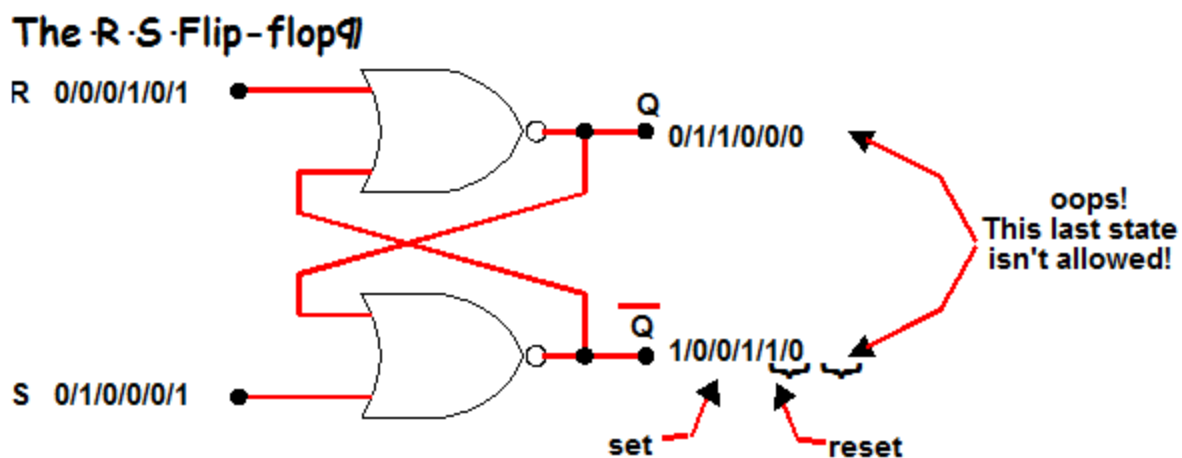 The·R·S·Flip-flop¶
R 0/0/0/1/0/1
Q
0/1/1/0/0/0
oops!
This last state
isn't allowed!
Q
1/0/0/1/1/0
S 0/1/0/0/0/1
set
reset